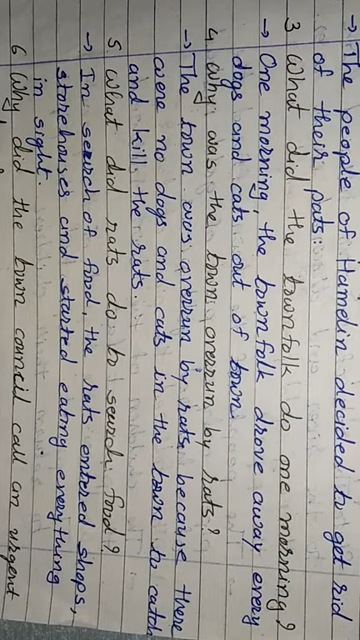 → The people of Hamelin decided to get rid
of their pats:
3 What did the townfolk do one morning?
→ One morning, the townfolk drove away every
dogs and cats out of town.
4 Why was the town overrun by rats?
→ The town was overrun by rats because there
were no dogs and cats in the town to catch
and kill the rats.
5 What did rats do to search food?
→ In search of food, the rats entered shops,
storehouses and started eating everything
in sight.
6 Why did the town council call an urgent